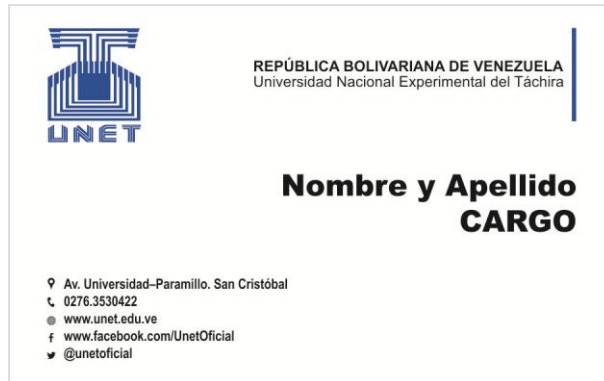 UNET
REPÚBLICA BOLIVARIANA DE VENEZUELA
Universidad Nacional Experimental del Táchira
Nombre y Apellido
CARGO
Av. Universidad–Paramillo. San Cristóbal
0276.3530422
www.unet.edu.ve
www.facebook.com/UnetOficial
@unetoficial